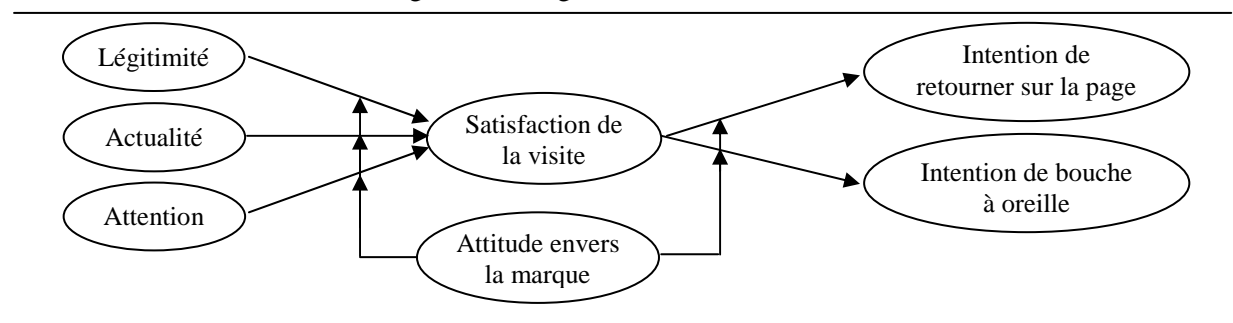 Légitimité
Actualité
Attention
Satisfaction de
la visite
Attitude envers
la marque
Intention de
retourner sur la page
Intention de bouche
à oreille